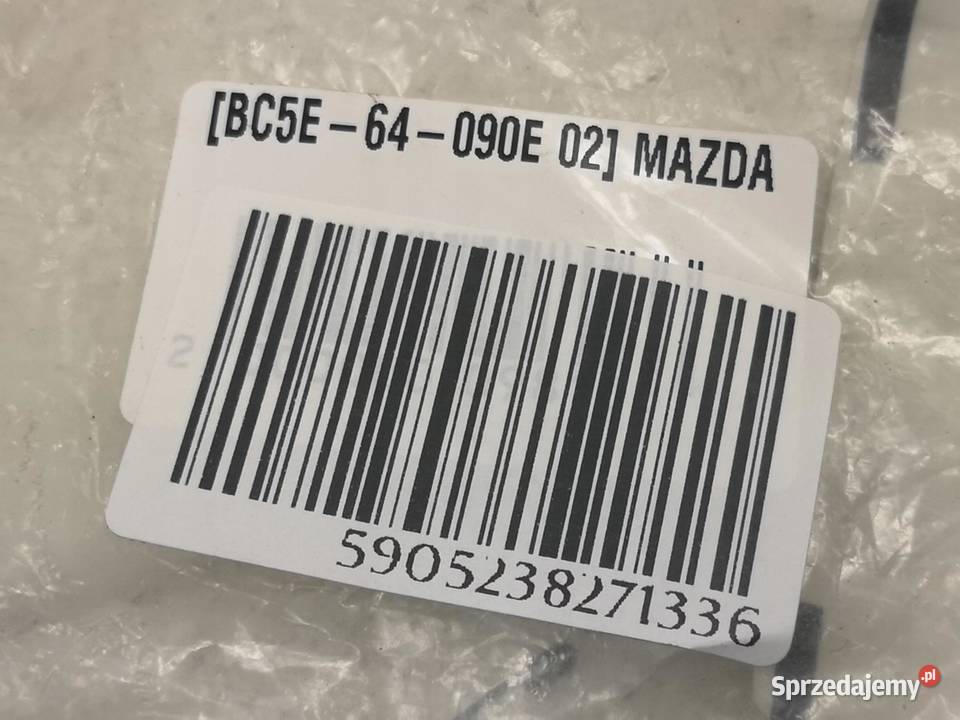 [BC5E-64-090E 02] MAZDA
5905238271336
Sprzedajemy.pl